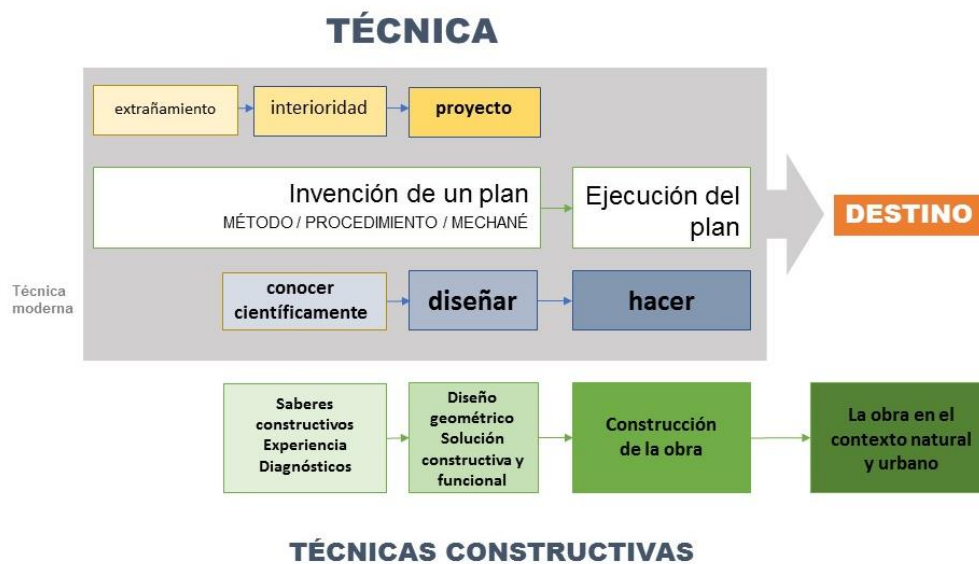 TÉCNICA
extrañamiento
interioridad
proyecto
Invención de un plan
MÉTODO / PROCEDIMIENTO / MECHANÉ
Ejecución del
plan
DESTINO
Técnica
moderna
conocer
científicamente
diseñar
hacer
Saberes
constructivos
Experiencia
Diagnósticos
Diseño
geométrico
Solución
constructiva y
funcional
Construcción
de la obra
La obra en el
contexto natural
y urbano
TÉCNICAS CONSTRUCTIVAS